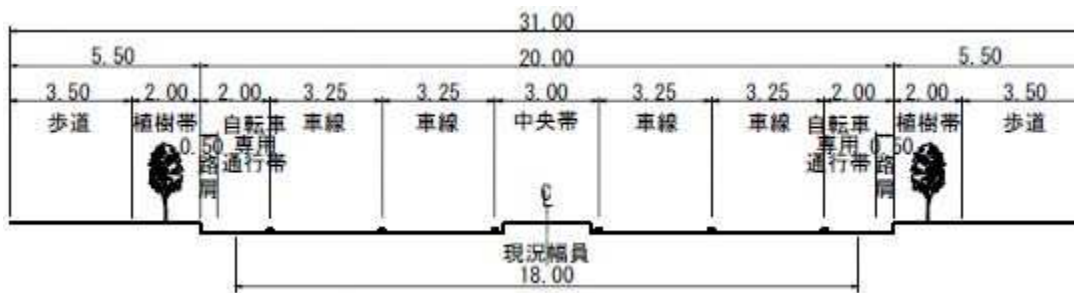 31.00
5.50 20.00 5.50
3.50 2.00 2.00 3.25 3.25 3.00 3.25 3.25 2.00 2.00 3.50
歩道 植樹帯 自転車専用通行帯 車線 車線 中央帯 車線 車線 自転車専用通行帯 植樹帯 歩道
0.50 0.50
路肩 路肩
℄
現況幅員
18.00